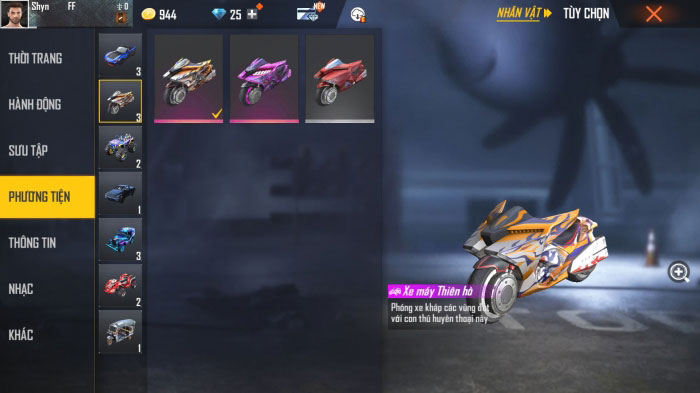 Shyn FF 0
944
25
NEW
NHÂN VẬT
TÙY CHỌN
THỜI TRANG
HÀNH ĐỘNG
SƯU TẬP
PHƯƠNG TIỆN
THÔNG TIN
NHẠC
KHÁC
3
3
2
1
3
2
1
Xe máy Thiên hà
Phóng xe khắp các vùng đất
với con thú huyền thoại này